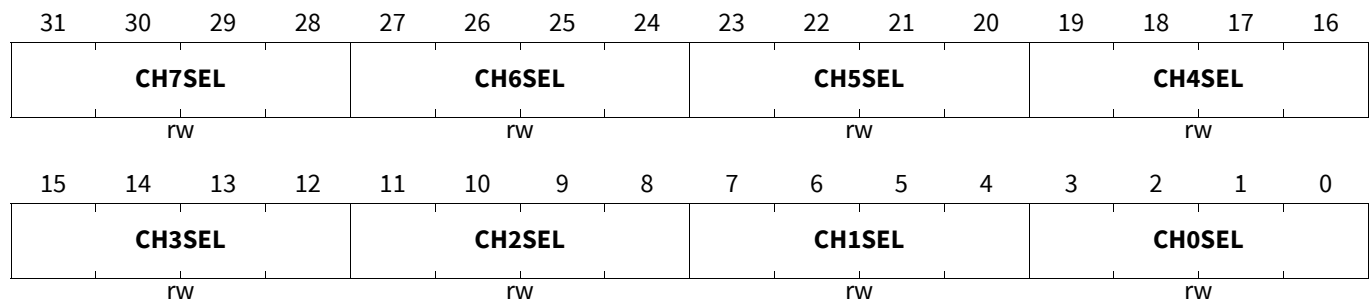 31 30 29 28 27 26 25 24 23 22 21 20 19 18 17 16
CH7SEL CH6SEL CH5SEL CH4SEL
rw rw rw rw
15 14 13 12 11 10 9 8 7 6 5 4 3 2 1 0
CH3SEL CH2SEL CH1SEL CH0SEL
rw rw rw rw